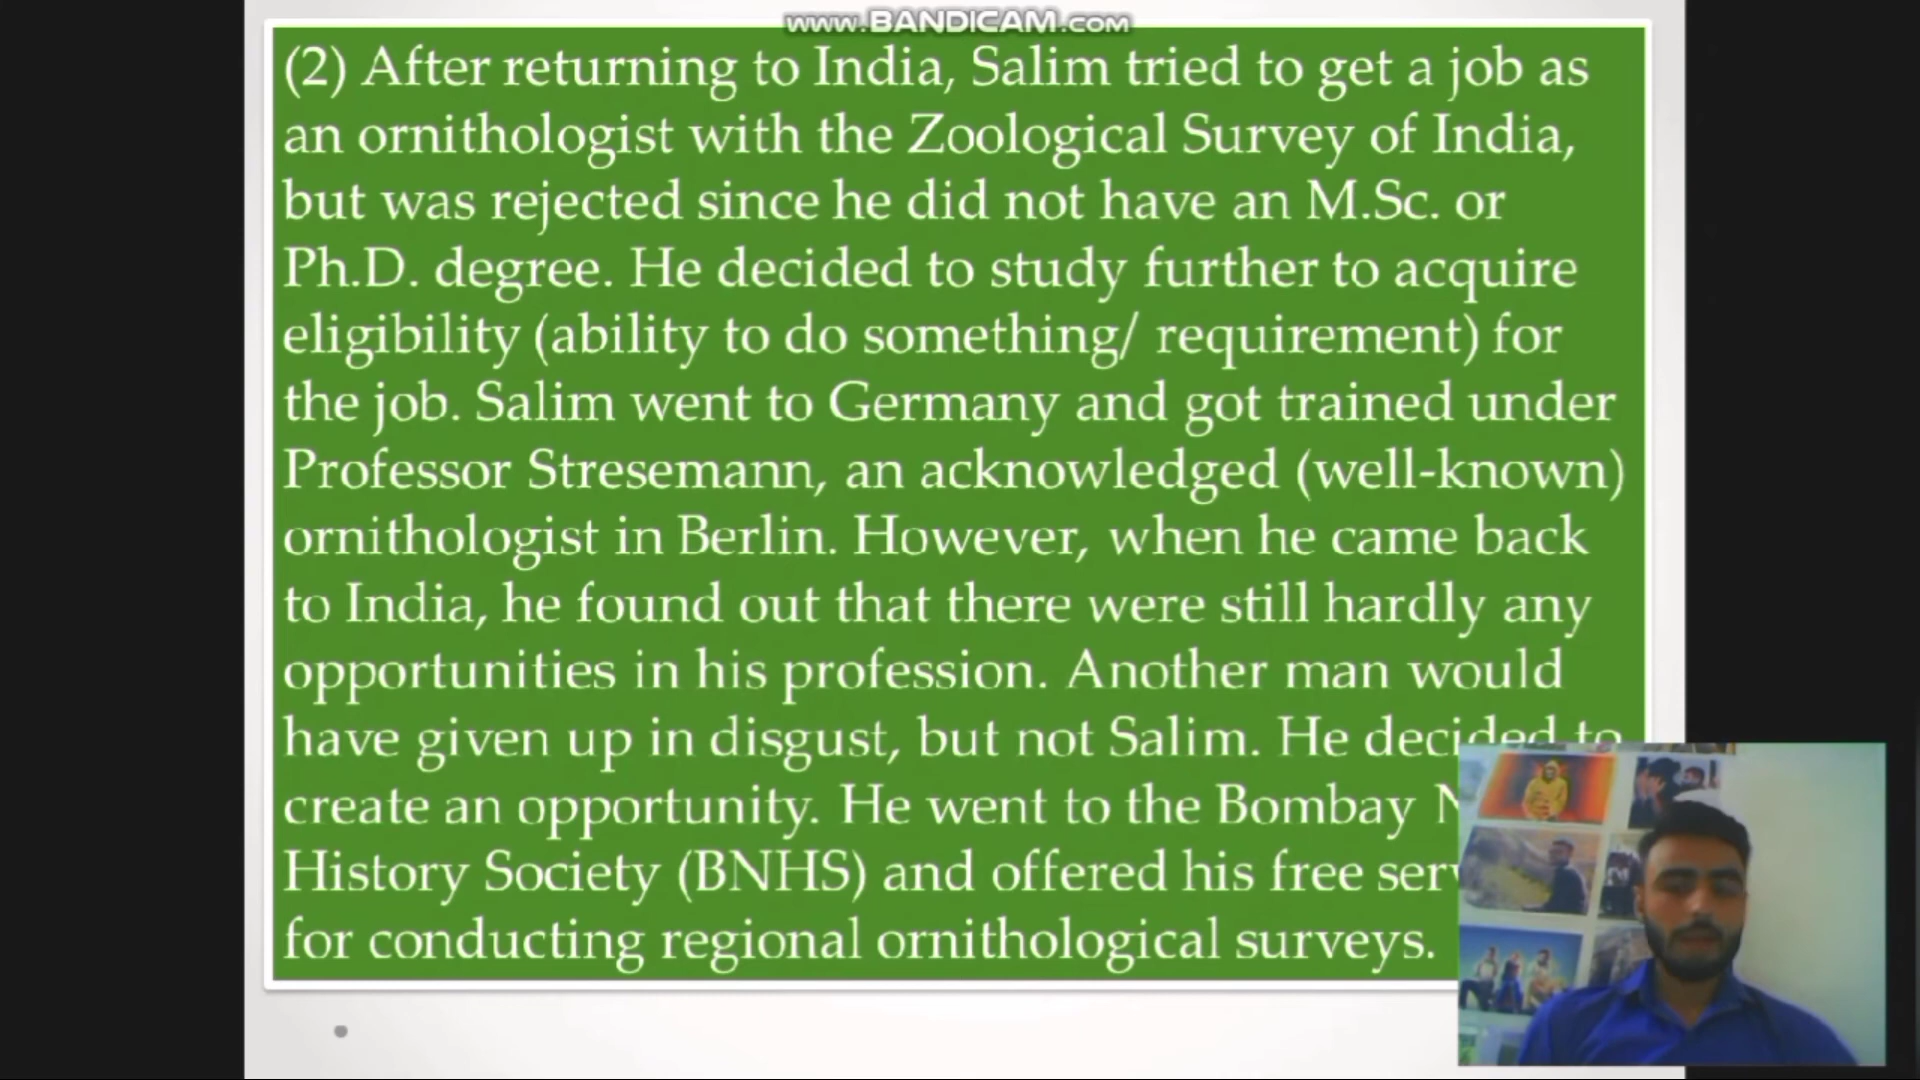 www.BANDICAM.com
(2) After returning to India, Salim tried to get a job as
an ornithologist with the Zoological Survey of India,
but was rejected since he did not have an M.Sc. or
Ph.D. degree. He decided to study further to acquire
eligibility (ability to do something/ requirement) for
the job. Salim went to Germany and got trained under
Professor Stresemann, an acknowledged (well-known)
ornithologist in Berlin. However, when he came back
to India, he found out that there were still hardly any
opportunities in his profession. Another man would
have given up in disgust, but not Salim. He decided to
create an opportunity. He went to the Bombay
History Society (BNHS) and offered his free
for conducting regional ornithological surveys.